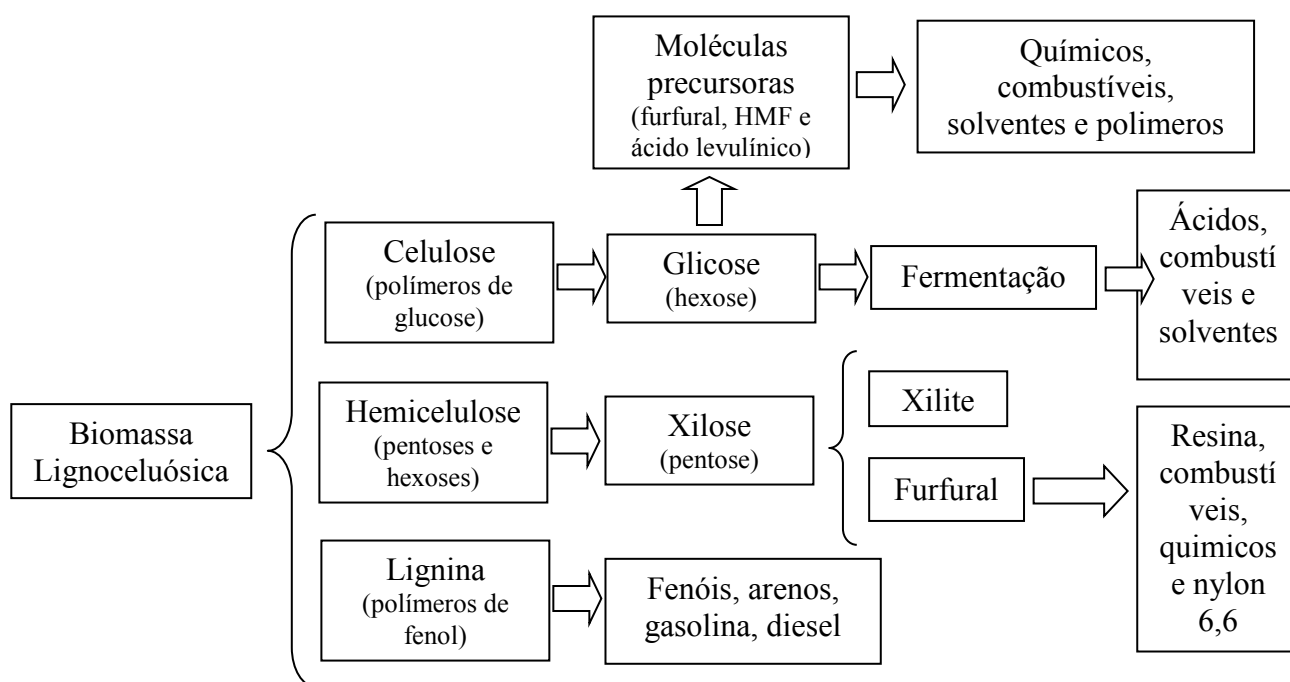 Moléculas
precursoras
(furfural, HMF e
ácido levulínico)
Químicos,
combustíveis,
solventes e polimeros
Celulose
(polímeros de
glucose)
Glicose
(hexose)
Fermentação
Ácidos,
combustí
veis e
solventes
Biomassa
Lignoceluósica
Hemicelulose
(pentoses e
hexoses)
Xilose
(pentose)
Xilite
Furfural
Resina,
combustí
veis,
quimicos
e nylon
6,6
Lignina
(polímeros de
fenol)
Fenóis, arenos,
gasolina, diesel